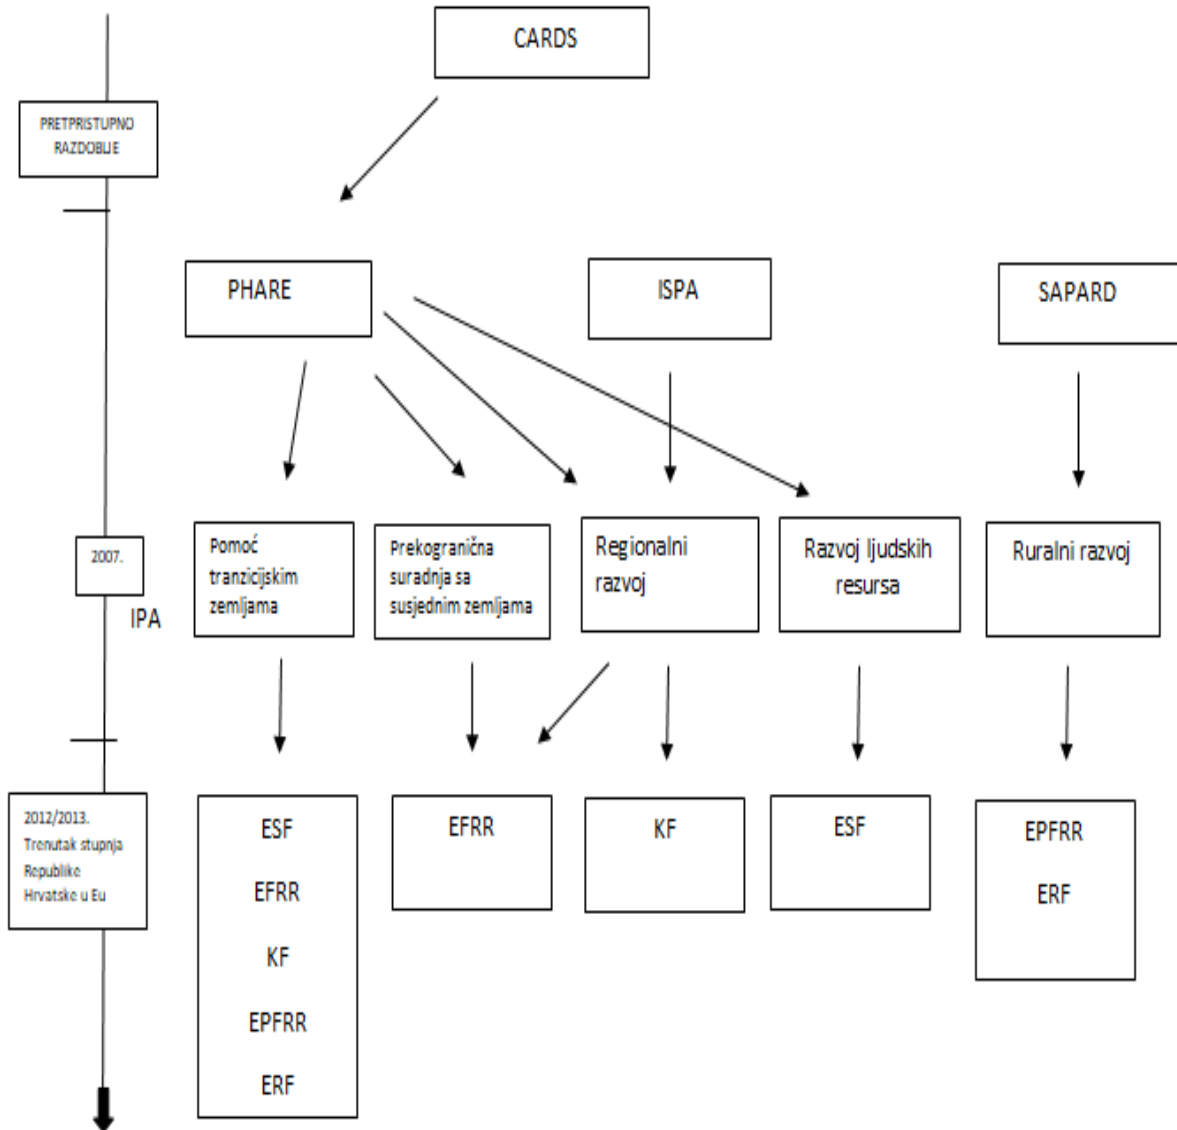 CARDS
PRETPRISTUPNO
RAZDOBLJE
PHARE
ISPA
SAPARD
2007.
IPA
Pomoć
tranzicijskim
zemljama
Prekogranična
suradnja sa
susjednim zemljama
Regionalni
razvoj
Razvoj ljudskih
resursa
Ruralni razvoj
2012/2013.
Trenutak stupnja
Republike
Hrvatske u Eu
ESF
EFRR
KF
EPFRR
ERF
EFRR
KF
ESF
EPFRR
ERF